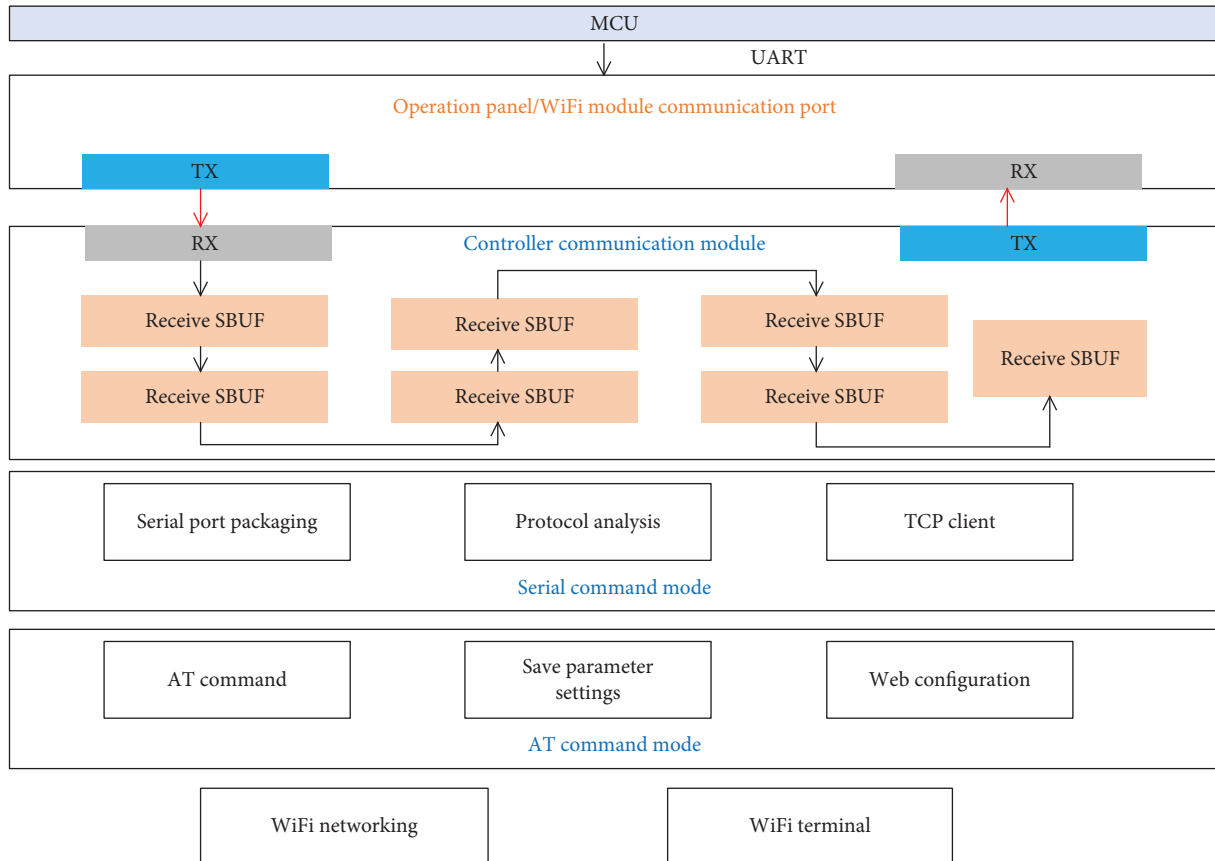 MCU
UART
Operation panel/WiFi module communication port
TX
RX
RX
Controller communication module
TX
Receive SBUF
Receive SBUF
Receive SBUF
Receive SBUF
Receive SBUF
Receive SBUF
Receive SBUF
Serial port packaging
Protocol analysis
TCP client
Serial command mode
AT command
Save parameter
settings
Web configuration
AT command mode
WiFi networking
WiFi terminal